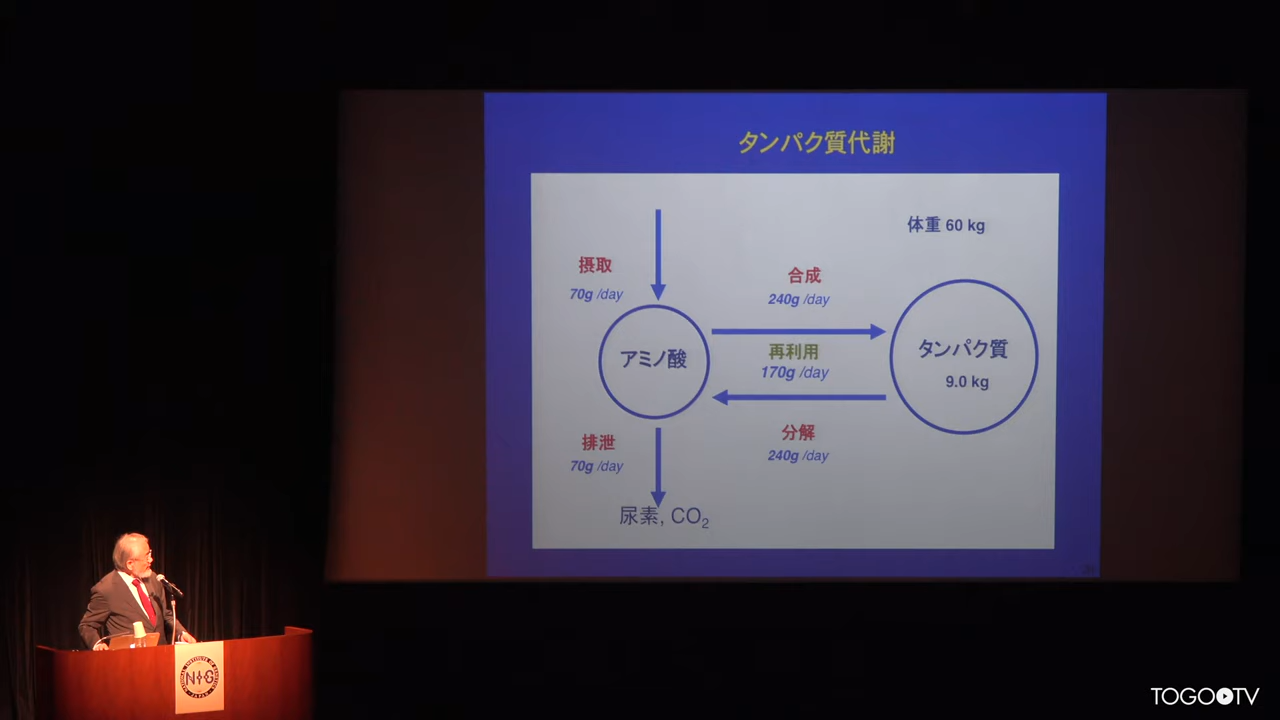 タンパク質代謝
体重 60 kg
摂取
70g /day
合成
240g /day
アミノ酸
再利用
170g /day
タンパク質
9.0 kg
排泄
70g /day
分解
240g /day
尿素, CO₂
NIG
TOGO TV